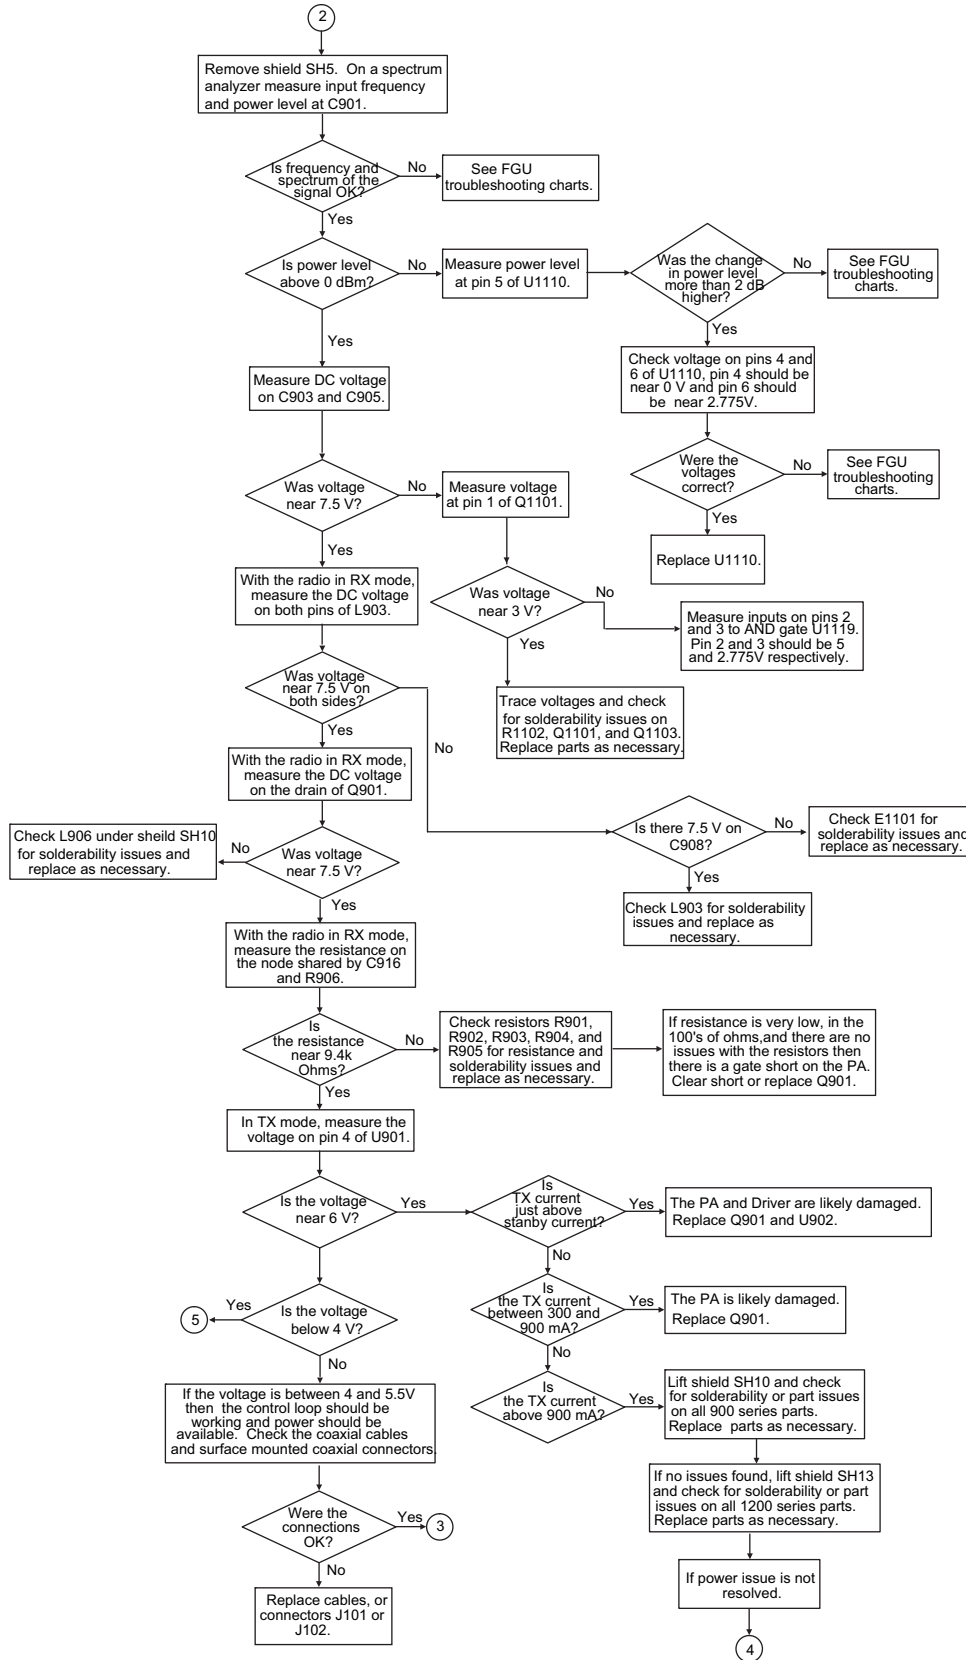 2
Remove shield SH5. On a spectrum
analyzer measure input frequency
and power level at C901.
Is frequency and
spectrum of the
signal OK?
No
See FGU
troubleshooting charts.
Yes
Is power level
above 0 dBm?
No
Measure power level
at pin 5 of U1110.
Was the change
in power level
more than 2 dB
higher?
No
See FGU
troubleshooting
charts.
Yes
Yes
Check voltage on pins 4 and
6 of U1110, pin 4 should be
near 0 V and pin 6 should
be near 2.775V.
Measure DC voltage
on C903 and C905.
Were the
voltages
correct?
No
See FGU
troubleshooting
charts.
Yes
Replace U1110.
Was voltage
near 7.5 V?
No
Measure voltage
at pin 1 of Q1101.
Yes
With the radio in RX mode,
measure the DC voltage
on both pins of L903.
Was voltage
near 3 V?
No
Measure inputs on pins 2
and 3 to AND gate U1119.
Pin 2 and 3 should be 5
and 2.775V respectively.
Yes
Trace voltages and check
for solderability issues on
R1102, Q1101, and Q1103.
Replace parts as necessary.
Was voltage
near 7.5 V on
both sides?
Yes
No
With the radio in RX mode,
measure the DC voltage
on the drain of Q901.
Is there 7.5 V on
C908?
No
Check E1101 for
solderability issues and
replace as necessary.
Yes
Check L903 for solderability
issues and replace as
necessary.
Check L906 under sheild SH10
for solderability issues and
replace as necessary.
No
Was voltage
near 7.5 V?
Yes
With the radio in RX mode,
measure the resistance on
the node shared by C916
and R906.
Is
the resistance
near 9.4k
Ohms?
No
Check resistors R901,
R902, R903, R904, and
R905 for resistance and
solderability issues and
replace as necessary.
If resistance is very low, in the
100's of ohms,and there are no
issues with the resistors then
there is a gate short on the PA.
Clear short or replace Q901.
Yes
In TX mode, measure the
voltage on pin 4 of U901.
Is the voltage
near 6 V?
Yes
Is
TX current
just above
stanby current?
Yes
The PA and Driver are likely damaged.
Replace Q901 and U902.
No
Is
the TX current
between 300 and
900 mA?
Yes
The PA is likely damaged.
Replace Q901.
No
5
Yes
Is the voltage
below 4 V?
No
Is
the TX current
above 900 mA?
Yes
Lift shield SH10 and check
for solderability or part issues
on all 900 series parts.
Replace parts as necessary.
If the voltage is between 4 and 5.5V
then the control loop should be
working and power should be
available. Check the coaxial cables
and surface mounted coaxial connectors.
If no issues found, lift shield SH13
and check for solderability or part
issues on all 1200 series parts.
Replace parts as necessary.
Were the
connections
OK?
Yes
3
No
Replace cables, or
connectors J101 or
J102.
If power issue is not
resolved.
4